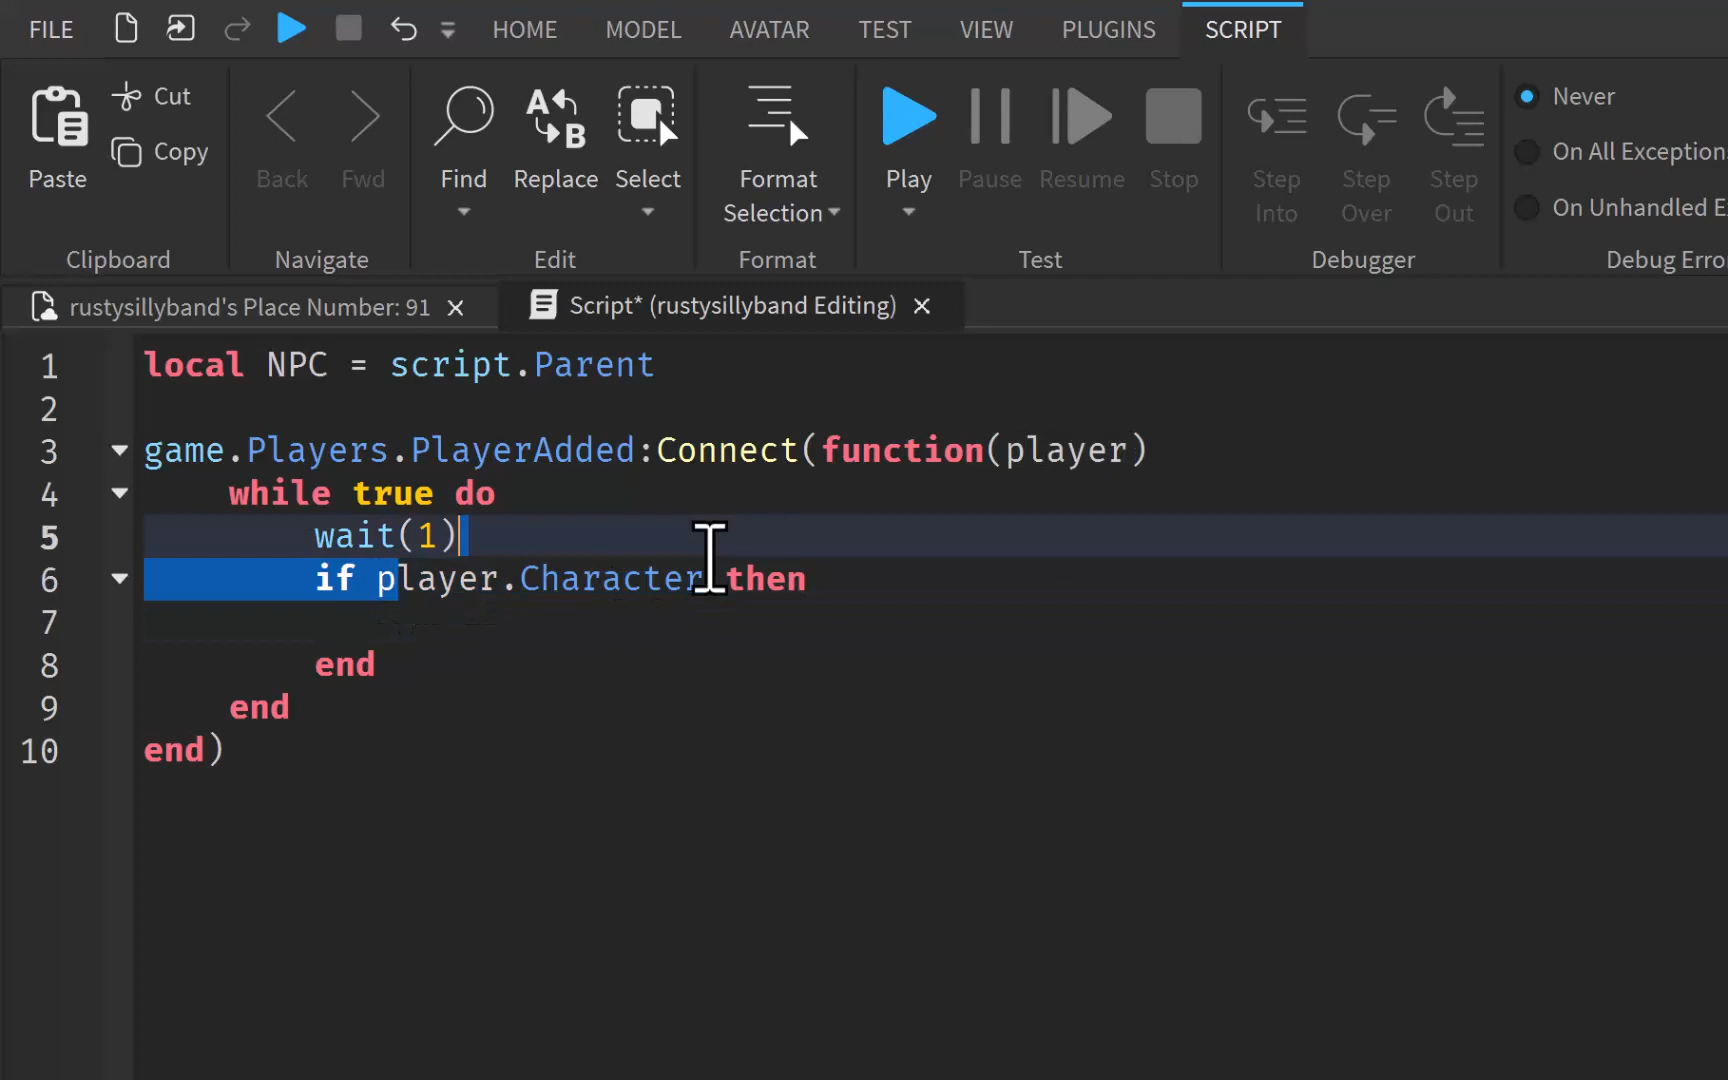 FILE HOME MODEL AVATAR TEST VIEW PLUGINS SCRIPT
Paste Cut Copy Back Fwd Find Replace Select Format Selection Play Pause Resume Stop Step Into Step Over Step Out Never On All Exception On Unhandled
Clipboard Navigate Edit Format Test Debugger Debug Erro
rustysillyband's Place Number: 91 Script* (rustysillyband Editing)
1 local NPC = script.Parent
2
3 game.Players.PlayerAdded:Connect(function(player)
4 while true do
5 wait(1)
6 if player.Character then
7
8 end
9 end
10 end)